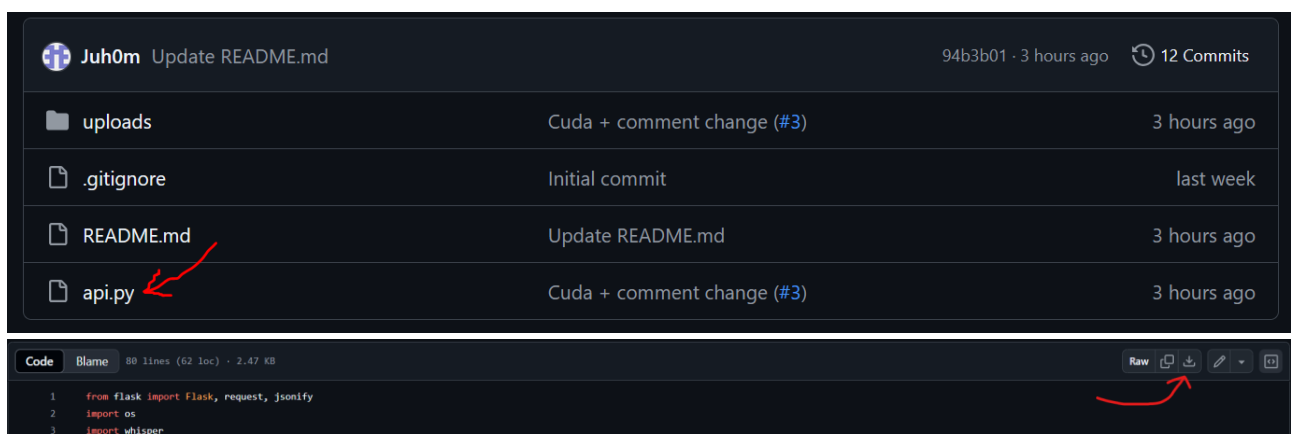 Juh0m Update README.md 94b3b01 · 3 hours ago 12 Commits
uploads Cuda + comment change (#3) 3 hours ago
.gitignore Initial commit last week
README.md Update README.md 3 hours ago
api.py Cuda + comment change (#3) 3 hours ago
Code Blame 80 lines (62 loc) · 2.47 KB Raw
1 from flask import Flask, request, jsonify
2 import os
3 import whisper